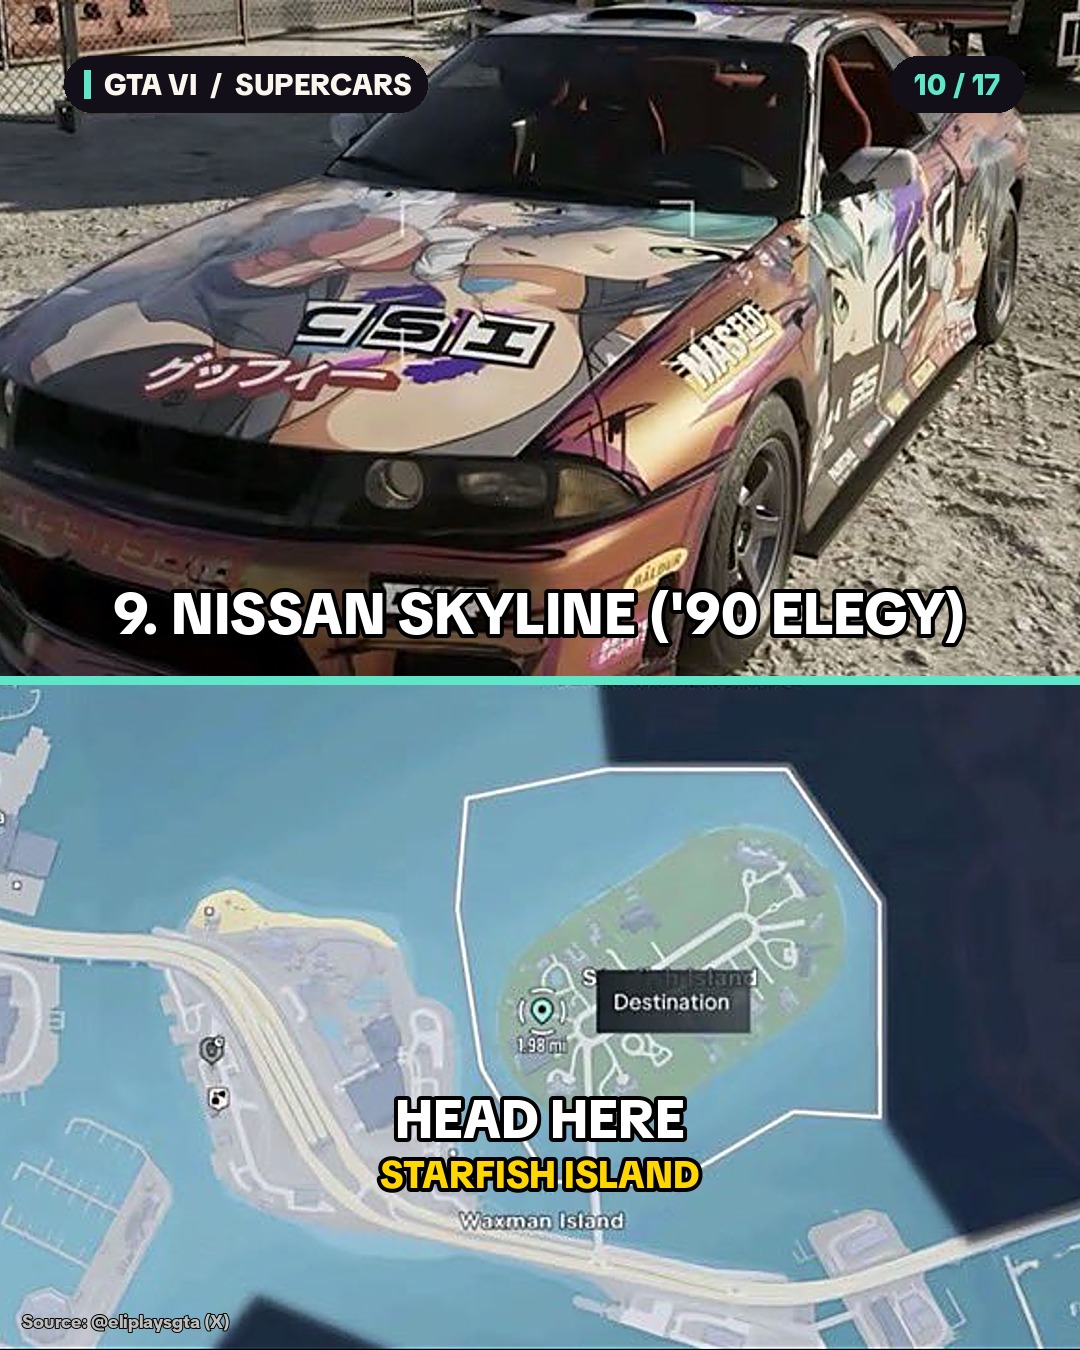 GTA VI / SUPERCARS
10 / 17
CSI
グッフィー
MASED
HÄLDER
9. NISSAN SKYLINE ('90 ELEGY)
Destination
1.98 mi
HEAD HERE
STARFISH ISLAND
Waxman Island
Source: @eliplaysgta (X)